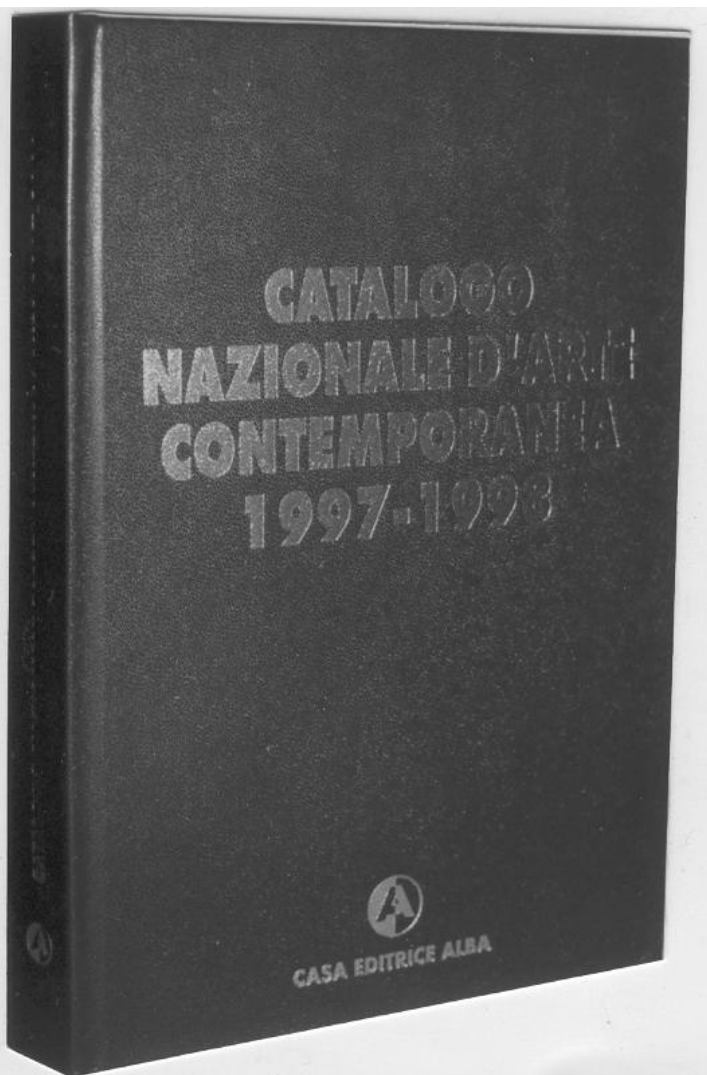 CATALOGO
NAZIONALE D'ARTE
CONTEMPORANEA
1997-1998
A
CASA EDITRICE ALBA